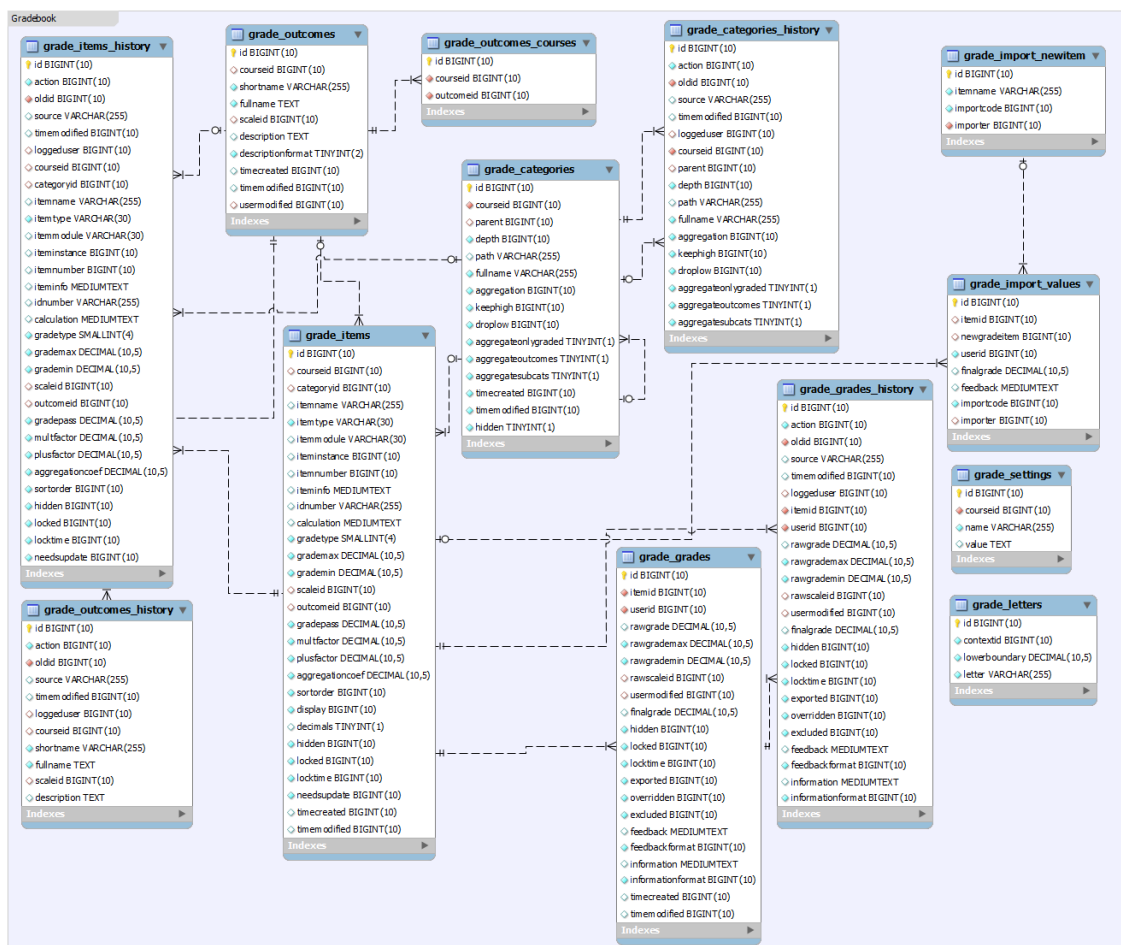 Gradebook
grade_items_history
id BIGINT(10)
action BIGINT(10)
oldid BIGINT(10)
source VARCHAR(255)
timemodified BIGINT(10)
loggeduser BIGINT(10)
courseid BIGINT(10)
categoryid BIGINT(10)
itemname VARCHAR(255)
itemtype VARCHAR(30)
itemmodule VARCHAR(30)
iteminstance BIGINT(10)
itemnumber BIGINT(10)
iteminfo MEDIUMTEXT
idnumber VARCHAR(255)
calculation MEDIUMTEXT
gradetype SMALLINT(4)
grademax DECIMAL(10,5)
grademin DECIMAL(10,5)
scaleid BIGINT(10)
outcomeid BIGINT(10)
gradepass DECIMAL(10,5)
multfactor DECIMAL(10,5)
plusfactor DECIMAL(10,5)
aggregationcoef DECIMAL(10,5)
sortorder BIGINT(10)
hidden BIGINT(10)
locked BIGINT(10)
locktime BIGINT(10)
needsupdate BIGINT(10)
Indexes
grade_outcomes_history
id BIGINT(10)
action BIGINT(10)
oldid BIGINT(10)
source VARCHAR(255)
timemodified BIGINT(10)
loggeduser BIGINT(10)
courseid BIGINT(10)
shortname VARCHAR(255)
fullname TEXT
scaleid BIGINT(10)
description TEXT
Indexes
grade_outcomes
id BIGINT(10)
courseid BIGINT(10)
shortname VARCHAR(255)
fullname TEXT
scaleid BIGINT(10)
description TEXT
descriptionformat TINYINT(2)
timecreated BIGINT(10)
timemodified BIGINT(10)
usermodified BIGINT(10)
Indexes
grade_items
id BIGINT(10)
courseid BIGINT(10)
categoryid BIGINT(10)
itemname VARCHAR(255)
itemtype VARCHAR(30)
itemmodule VARCHAR(30)
iteminstance BIGINT(10)
itemnumber BIGINT(10)
iteminfo MEDIUMTEXT
idnumber VARCHAR(255)
calculation MEDIUMTEXT
gradetype SMALLINT(4)
grademax DECIMAL(10,5)
grademin DECIMAL(10,5)
scaleid BIGINT(10)
outcomeid BIGINT(10)
gradepass DECIMAL(10,5)
multfactor DECIMAL(10,5)
plusfactor DECIMAL(10,5)
aggregationcoef DECIMAL(10,5)
sortorder BIGINT(10)
display BIGINT(10)
decimals TINYINT(1)
hidden BIGINT(10)
locked BIGINT(10)
locktime BIGINT(10)
needsupdate BIGINT(10)
timecreated BIGINT(10)
timemodified BIGINT(10)
Indexes
grade_outcomes_courses
id BIGINT(10)
courseid BIGINT(10)
outcomeid BIGINT(10)
Indexes
grade_categories
id BIGINT(10)
courseid BIGINT(10)
parent BIGINT(10)
depth BIGINT(10)
path VARCHAR(255)
fullname VARCHAR(255)
aggregation BIGINT(10)
keephigh BIGINT(10)
droplow BIGINT(10)
aggregateonlygraded TINYINT(1)
aggregateoutcomes TINYINT(1)
aggregatesubcats TINYINT(1)
timecreated BIGINT(10)
timemodified BIGINT(10)
hidden TINYINT(1)
Indexes
grade_categories_history
id BIGINT(10)
action BIGINT(10)
oldid BIGINT(10)
source VARCHAR(255)
timemodified BIGINT(10)
loggeduser BIGINT(10)
courseid BIGINT(10)
parent BIGINT(10)
depth BIGINT(10)
path VARCHAR(255)
fullname VARCHAR(255)
aggregation BIGINT(10)
keephigh BIGINT(10)
droplow BIGINT(10)
aggregateonlygraded TINYINT(1)
aggregateoutcomes TINYINT(1)
aggregatesubcats TINYINT(1)
Indexes
grade_grades
id BIGINT(10)
itemid BIGINT(10)
userid BIGINT(10)
rawgrade DECIMAL(10,5)
rawgrademax DECIMAL(10,5)
rawgrademin DECIMAL(10,5)
rawscaleid BIGINT(10)
usermodified BIGINT(10)
finalgrade DECIMAL(10,5)
hidden BIGINT(10)
locked BIGINT(10)
locktime BIGINT(10)
exported BIGINT(10)
overridden BIGINT(10)
excluded BIGINT(10)
feedback MEDIUMTEXT
feedbackformat BIGINT(10)
information MEDIUMTEXT
informationformat BIGINT(10)
timecreated BIGINT(10)
timemodified BIGINT(10)
Indexes
grade_grades_history
id BIGINT(10)
action BIGINT(10)
oldid BIGINT(10)
source VARCHAR(255)
timemodified BIGINT(10)
loggeduser BIGINT(10)
itemid BIGINT(10)
userid BIGINT(10)
rawgrade DECIMAL(10,5)
rawgrademax DECIMAL(10,5)
rawgrademin DECIMAL(10,5)
rawscaleid BIGINT(10)
usermodified BIGINT(10)
finalgrade DECIMAL(10,5)
hidden BIGINT(10)
locked BIGINT(10)
locktime BIGINT(10)
exported BIGINT(10)
overridden BIGINT(10)
excluded BIGINT(10)
feedback MEDIUMTEXT
feedbackformat BIGINT(10)
information MEDIUMTEXT
informationformat BIGINT(10)
Indexes
grade_import_newitem
id BIGINT(10)
itemname VARCHAR(255)
importcode BIGINT(10)
importer BIGINT(10)
Indexes
grade_import_values
id BIGINT(10)
itemid BIGINT(10)
newgradeitem BIGINT(10)
userid BIGINT(10)
finalgrade DECIMAL(10,5)
feedback MEDIUMTEXT
importcode BIGINT(10)
importer BIGINT(10)
Indexes
grade_settings
id BIGINT(10)
courseid BIGINT(10)
name VARCHAR(255)
value TEXT
Indexes
grade_letters
id BIGINT(10)
contextid BIGINT(10)
lowerboundary DECIMAL(10,5)
letter VARCHAR(255)
Indexes